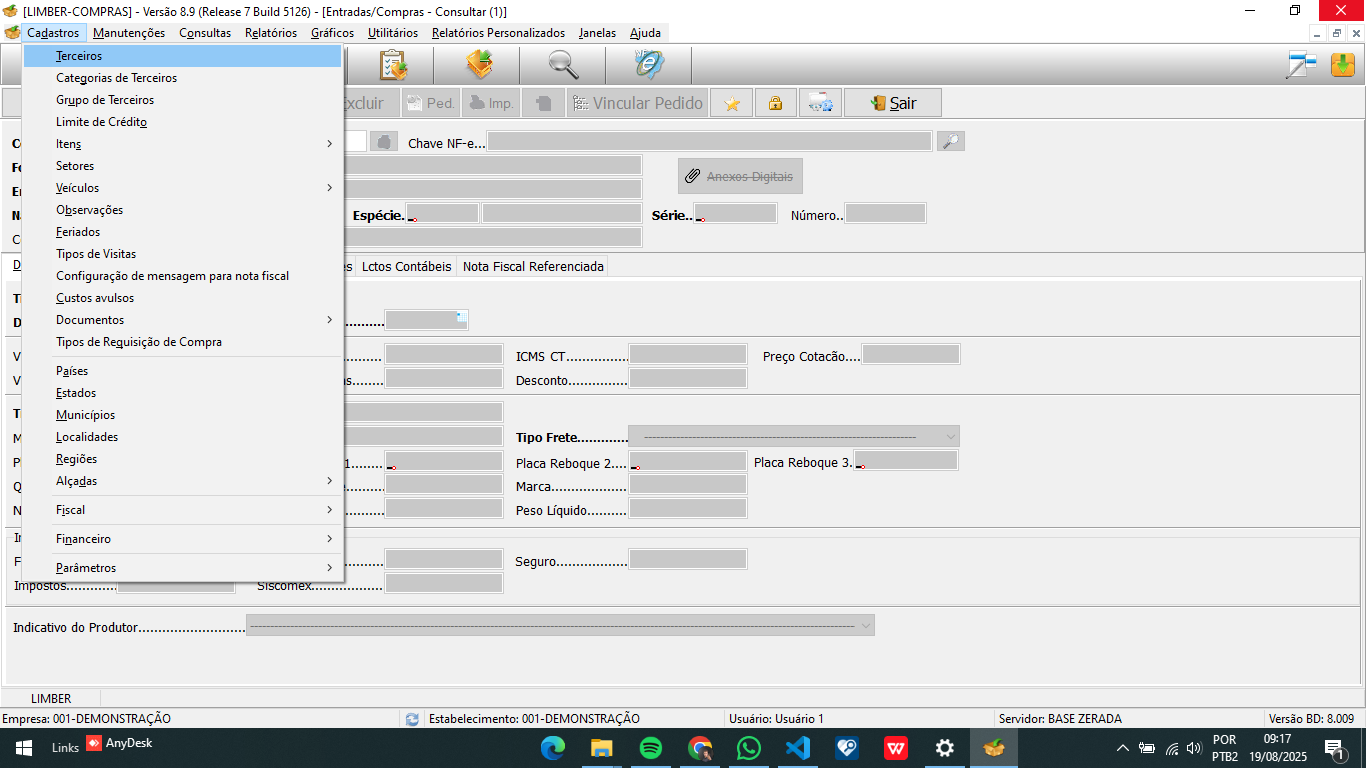 [LIMBER-COMPRAS] - Versão 8.9 (Release 7 Build 5126) - [Entradas/Compras - Consultar (1)]
Cadastros Manutenções Consultas Relatórios Gráficos Utilitários Relatórios Personalizados Janelas Ajuda
Terceiros
Categorias de Terceiros
Grupo de Terceiros
Limite de Crédito
Itens
Setores
Veículos
Observações
Feriados
Tipos de Visitas
Configuração de mensagem para nota fiscal
Custos avulsos
Documentos
Tipos de Requisição de Compra
Países
Estados
Municípios
Localidades
Regiões
Alçadas
Fiscal
Financeiro
Parâmetros
Excluir Ped. Imp. Vincular Pedido Sair
Chave NF-e...
Anexos Digitais
Espécie. Série.. Número..
Lctos Contábeis Nota Fiscal Referenciada
ICMS CT............... Preço Cotacão....
Desconto..............
Tipo Frete............
Placa Reboque 2.... Placa Reboque 3.
Marca..................
Peso Líquido..........
Seguro..................
Impostos............ Siscomex.................
Indicativo do Produtor..........................
LIMBER
Empresa: 001-DEMONSTRAÇÃO Estabelecimento: 001-DEMONSTRAÇÃO Usuário: Usuário 1 Servidor: BASE ZERADA Versão BD: 8.009
Links AnyDesk
POR
PTB2
09:17
19/08/2025
1